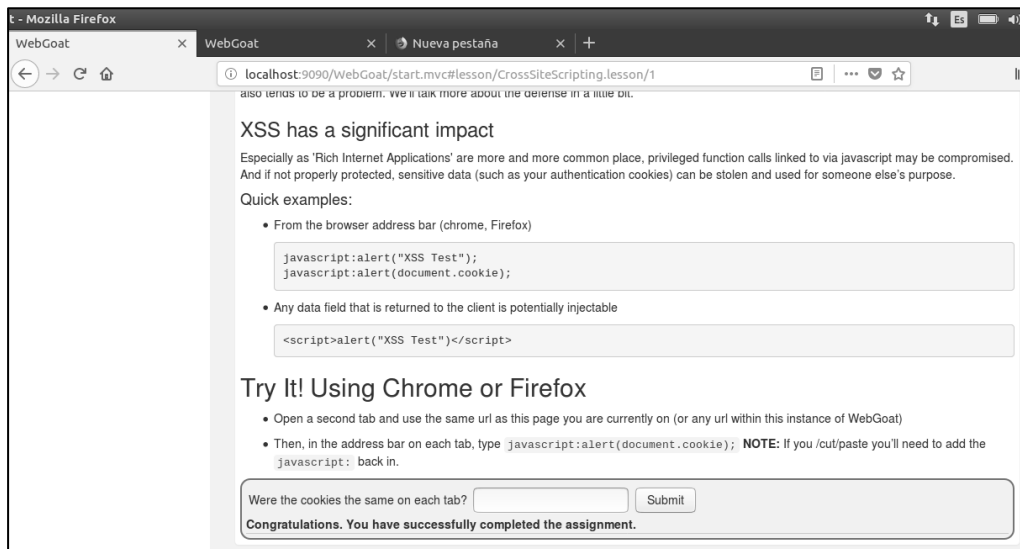 t - Mozilla Firefox
Es
WebGoat
WebGoat
Nueva pestaña
localhost:9090/WebGoat/start.mvc#lesson/CrossSiteScripting.lesson/1
also tends to be a problem. We'll talk more about the defense in a little bit.
XSS has a significant impact
Especially as 'Rich Internet Applications' are more and more common place, privileged function calls linked to via javascript may be compromised.
And if not properly protected, sensitive data (such as your authentication cookies) can be stolen and used for someone else's purpose.
Quick examples:
• From the browser address bar (chrome, Firefox)
javascript:alert("XSS Test");
javascript:alert(document.cookie);
• Any data field that is returned to the client is potentially injectable
<script>alert("XSS Test")</script>
Try It! Using Chrome or Firefox
• Open a second tab and use the same url as this page you are currently on (or any url within this instance of WebGoat)
• Then, in the address bar on each tab, type javascript:alert(document.cookie); NOTE: If you /cut/paste you'll need to add the
javascript: back in.
Were the cookies the same on each tab? Submit
Congratulations. You have successfully completed the assignment.